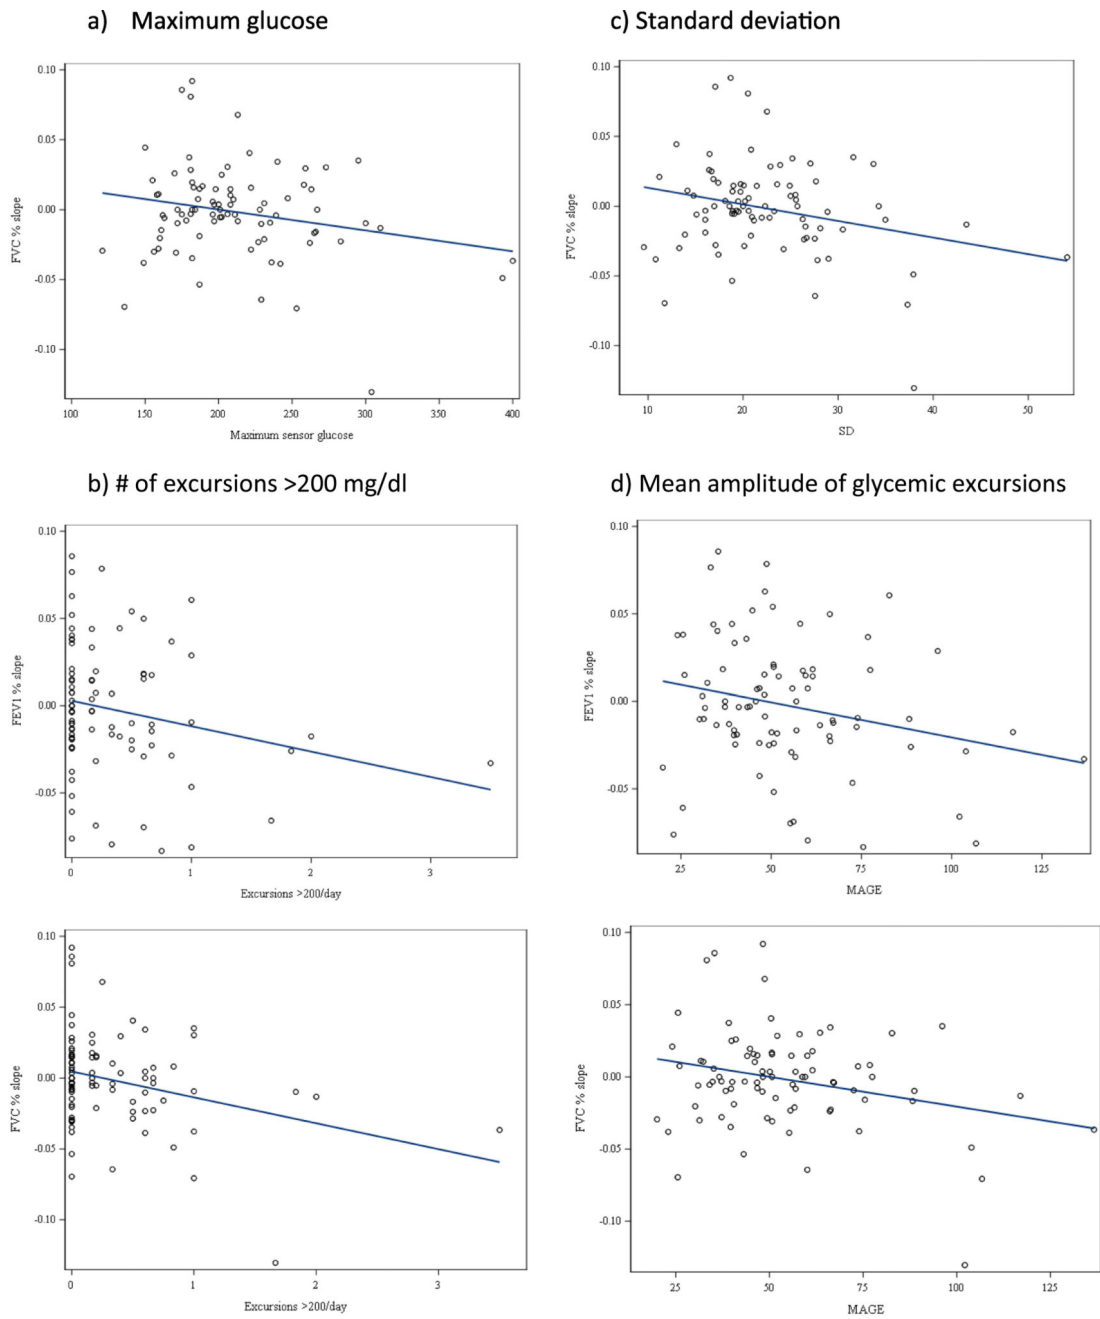 a) Maximum glucose
0.10
0.05
0.00
-0.05
-0.10
FVC % slope
100 150 200 250 300 350 400
Maximum sensor glucose
c) Standard deviation
0.10
0.05
0.00
-0.05
-0.10
FVC % slope
10 20 30 40 50
SD
b) # of excursions >200 mg/dl
0.10
0.05
0.00
-0.05
FEV1 % slope
0 1 2 3
Excursions >200/day
d) Mean amplitude of glycemic excursions
0.10
0.05
0.00
-0.05
FEV1 % slope
25 50 75 100 125
MAGE
0.10
0.05
0.00
-0.05
-0.10
FVC % slope
0 1 2 3
Excursions >200/day
0.10
0.05
0.00
-0.05
-0.10
FVC % slope
25 50 75 100 125
MAGE